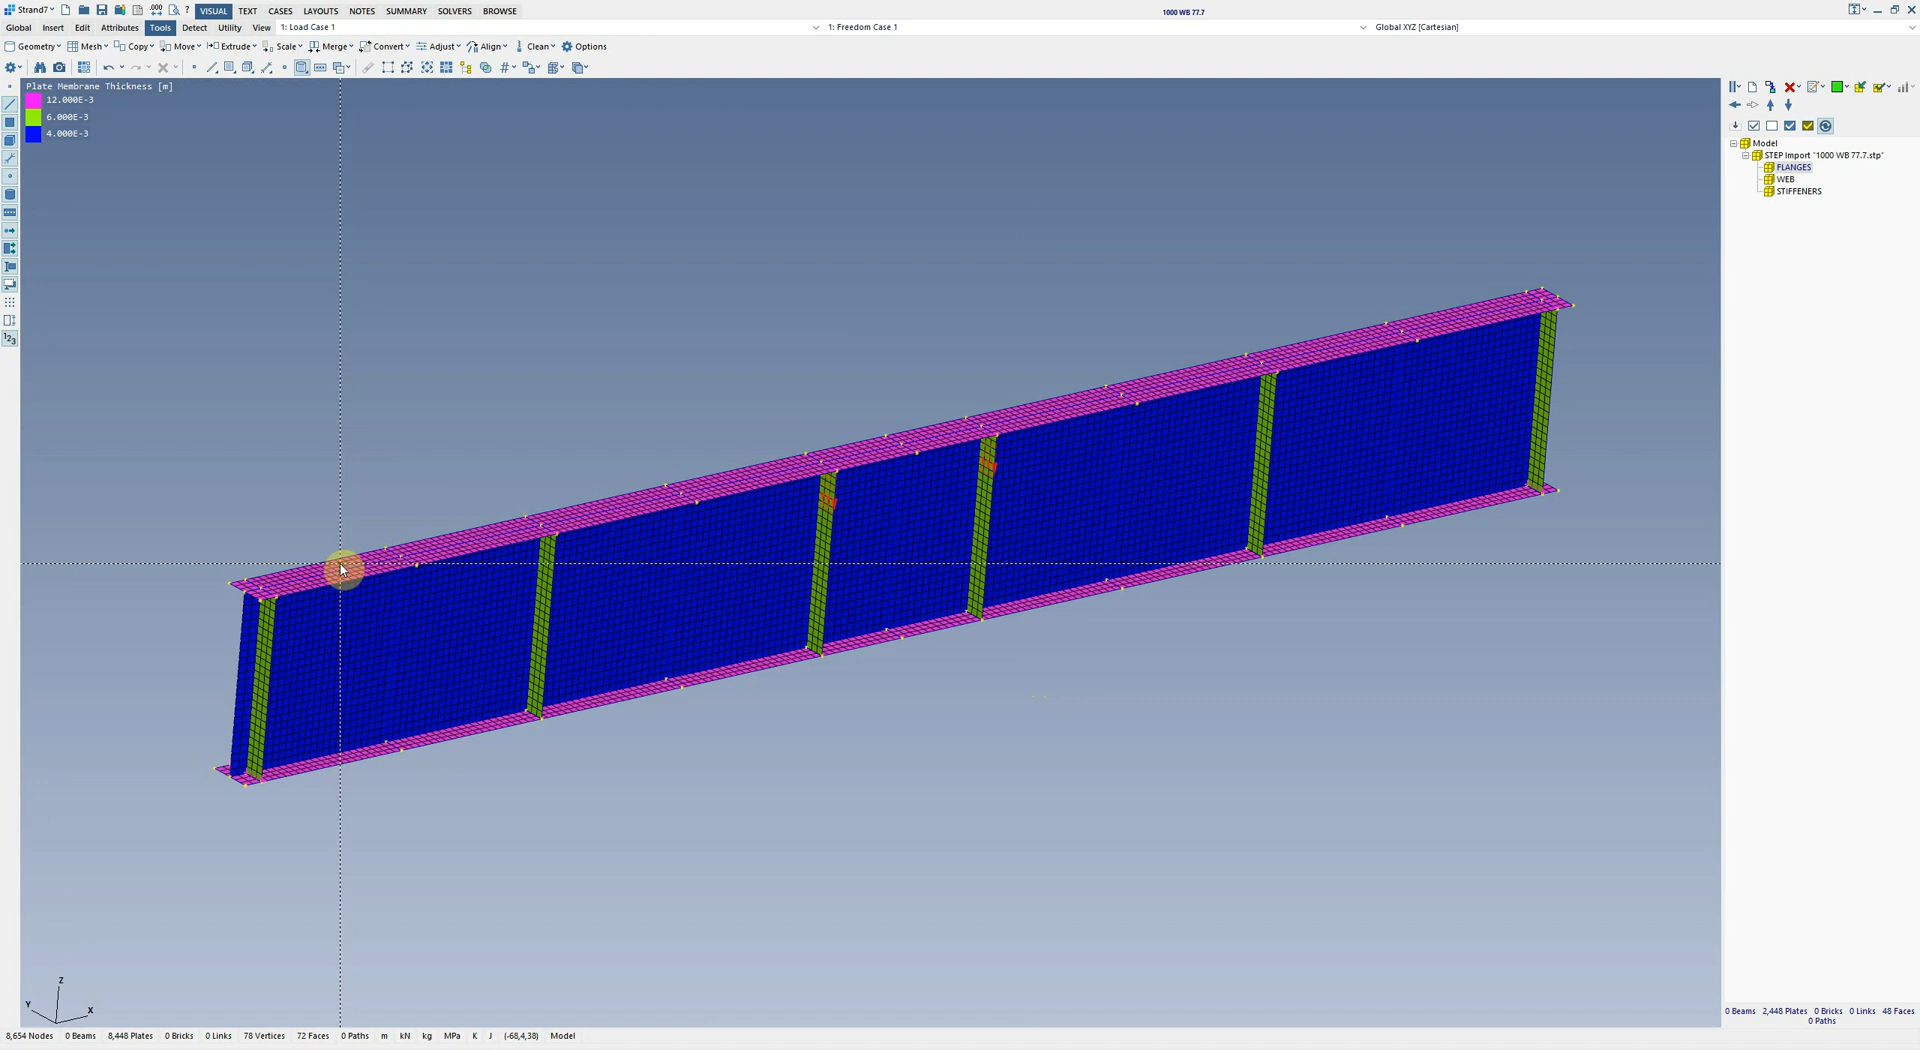 Strand7 .000 ? VISUAL TEXT CASES LAYOUTS NOTES SUMMARY SOLVERS BROWSE 1000 WB 77.7
Global Insert Edit Attributes Tools Detect Utility View 1: Load Case 1 1: Freedom Case 1 Global XYZ [Cartesian]
Geometry Mesh Copy Move Extrude Scale Merge Convert Adjust Align Clean Options
Plate Membrane Thickness [m]
12.000E-3
6.000E-3
4.000E-3
Model
STEP Import "1000 WB 77.7.stp"
FLANGES
WEB
STIFFENERS
123
Z
Y
X
0 Beams 2,448 Plates 0 Bricks 0 Links 48 Faces
0 Paths
8,654 Nodes 0 Beams 8,448 Plates 0 Bricks 0 Links 78 Vertices 72 Faces 0 Paths m kN kg MPa K J (-68,4,38) Model